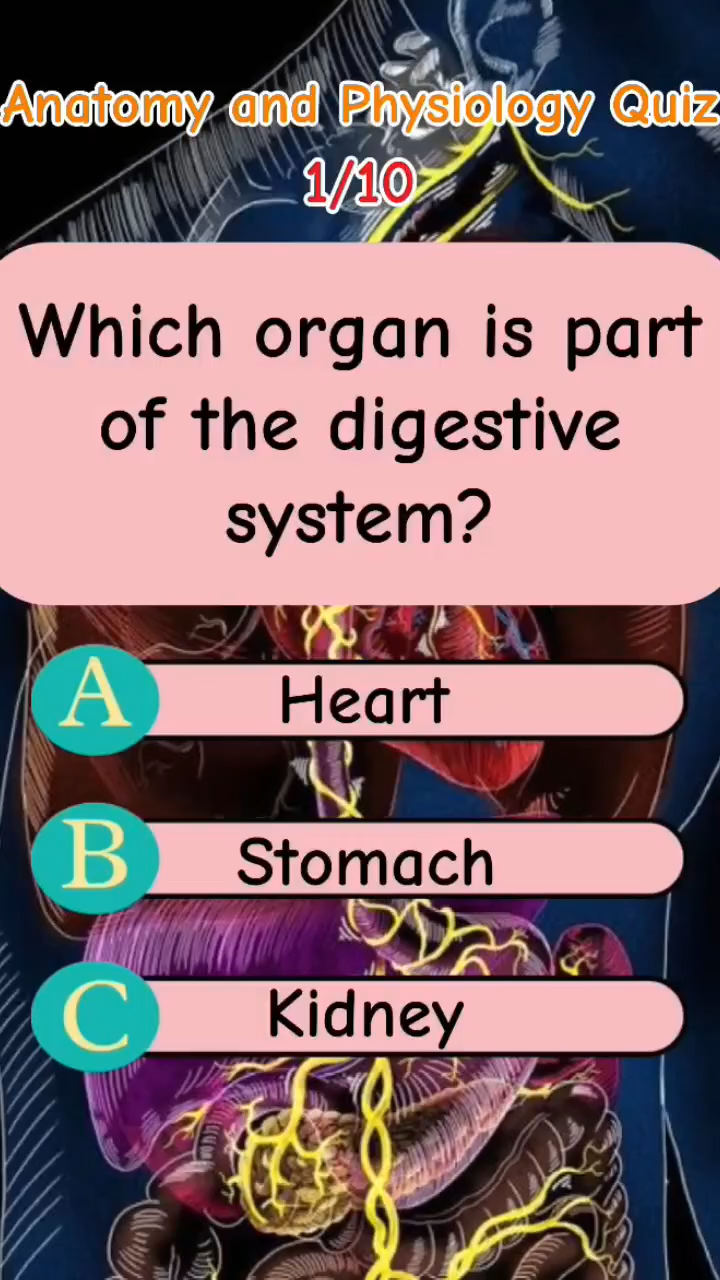 Anatomy and Physiology Quiz
1/10
Which organ is part
of the digestive
system?
A Heart
B Stomach
C Kidney